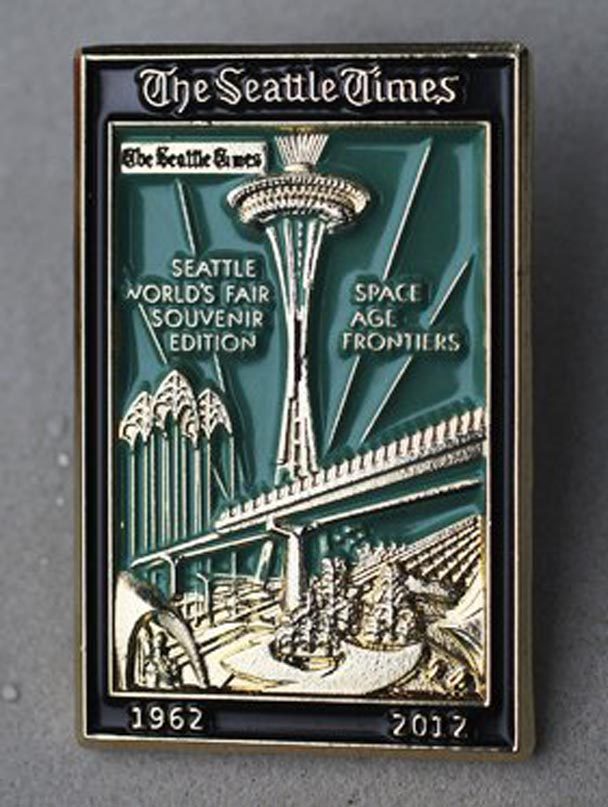 The Seattle Times
The Seattle Times
SEATTLE
WORLD'S FAIR
SOUVENIR
EDITION
SPACE
AGE
FRONTIERS
1962
2012